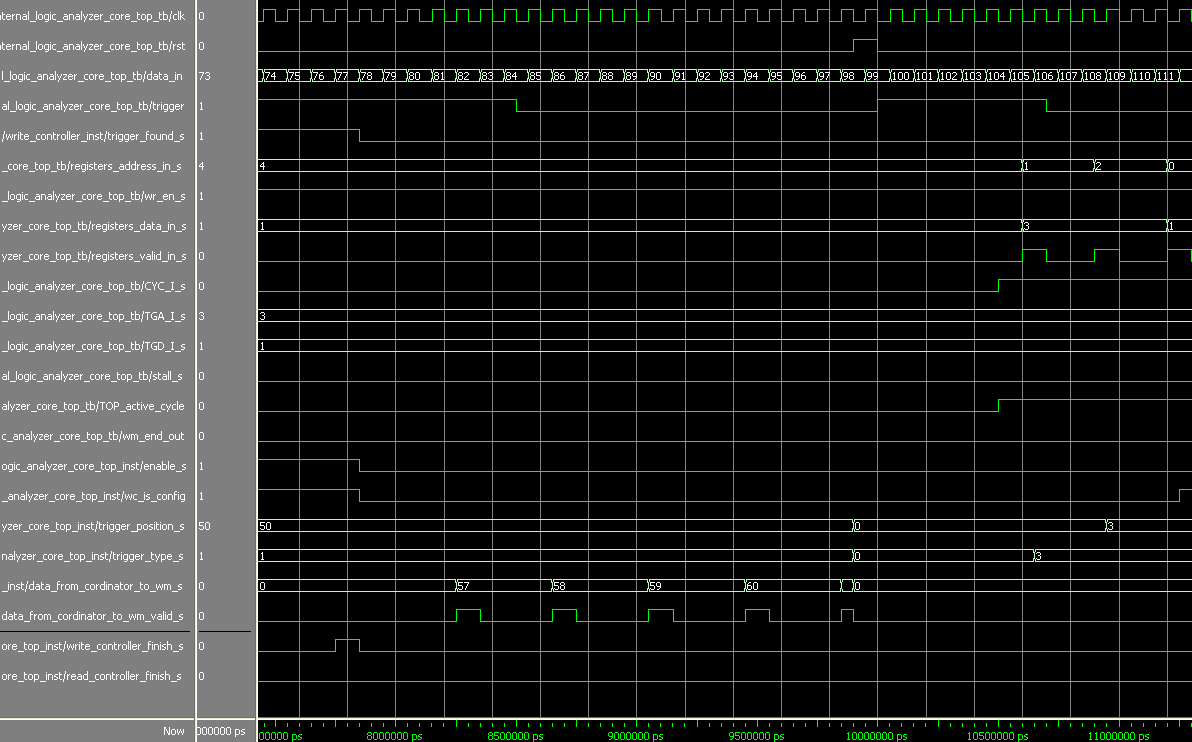 nternal_logic_analyzer_core_top_tb/clk 0
nternal_logic_analyzer_core_top_tb/rst 0
l_logic_analyzer_core_top_tb/data_in 73 74 75 76 77 78 79 80 81 82 83 84 85 86 87 88 89 90 91 92 93 94 95 96 97 98 99 100 101 102 103 104 105 106 107 108 109 110 111
al_logic_analyzer_core_top_tb/trigger 1
/write_controller_inst/trigger_found_s 1
_core_top_tb/registers_address_in_s 4 4 1 2 0
_logic_analyzer_core_top_tb/wr_en_s 1
yzer_core_top_tb/registers_data_in_s 1 1 3 1
yzer_core_top_tb/registers_valid_in_s 0
_logic_analyzer_core_top_tb/CYC_I_s 0
_logic_analyzer_core_top_tb/TGA_I_s 3 3
_logic_analyzer_core_top_tb/TGD_I_s 1 1
al_logic_analyzer_core_top_tb/stall_s 0
alyzer_core_top_tb/TOP_active_cycle 0
c_analyzer_core_top_tb/wm_end_out 0
ogic_analyzer_core_top_inst/enable_s 1
_analyzer_core_top_inst/wc_is_config 1
yzer_core_top_inst/trigger_position_s 50 50 0 3
nalyzer_core_top_inst/trigger_type_s 1 1 0 3
_inst/data_from_cordinator_to_wm_s 0 0 57 58 59 60 0
data_from_cordinator_to_wm_valid_s 0
ore_top_inst/write_controller_finish_s 0
ore_top_inst/read_controller_finish_s 0
Now 000000 ps 00000 ps 8000000 ps 8500000 ps 9000000 ps 9500000 ps 10000000 ps 10500000 ps 11000000 ps